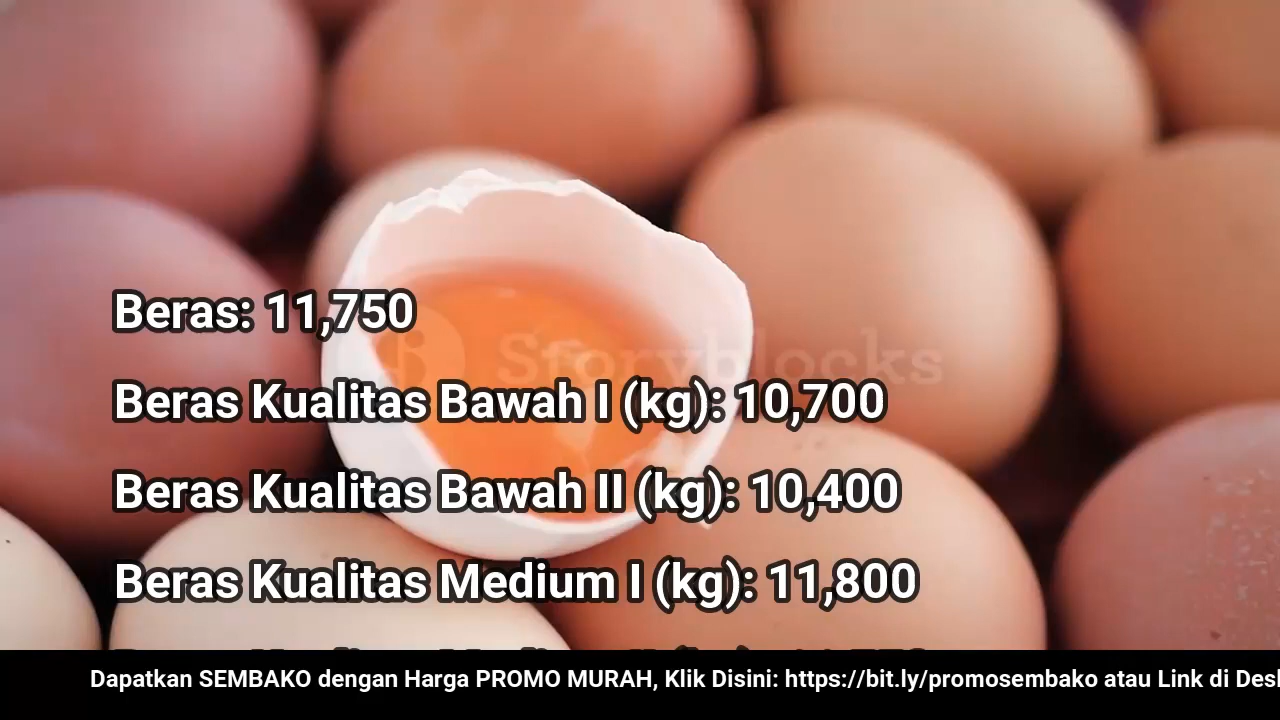 Beras: 11,750
Storyblocks
Beras Kualitas Bawah I (kg): 10,700
Beras Kualitas Bawah II (kg): 10,400
Beras Kualitas Medium I (kg): 11,800
Dapatkan SEMBAKO dengan Harga PROMO MURAH, Klik Disini: https://bit.ly/promosembako atau Link di